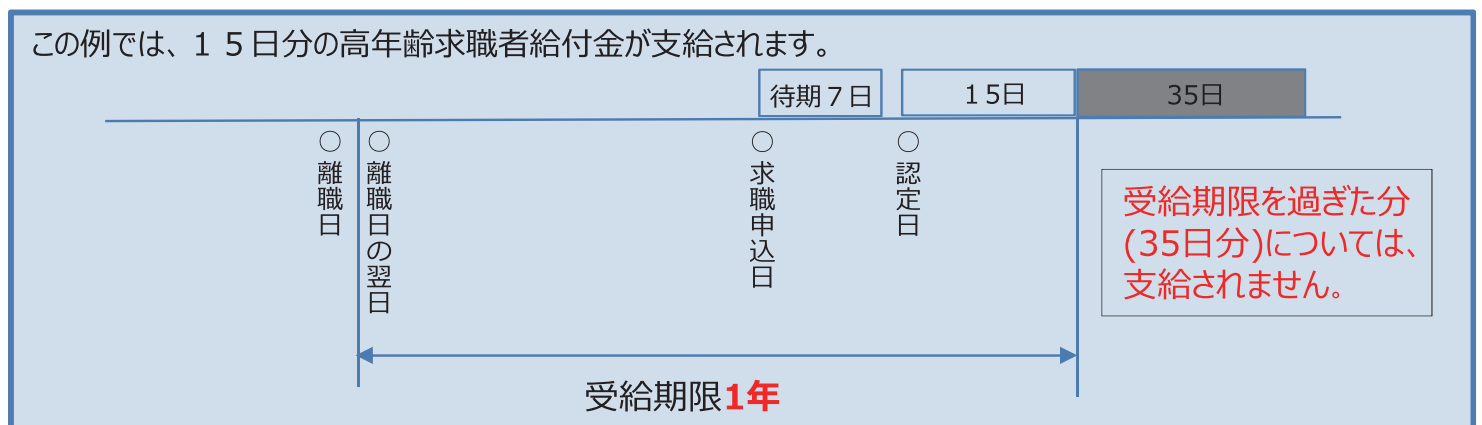 この例では、１５日分の高年齢求職者給付金が支給されます。
待期７日
１５日
35日
○離職日
○離職日の翌日
○求職申込日
○認定日
受給期限を過ぎた分
(35日分)については、
支給されません。
受給期限1年